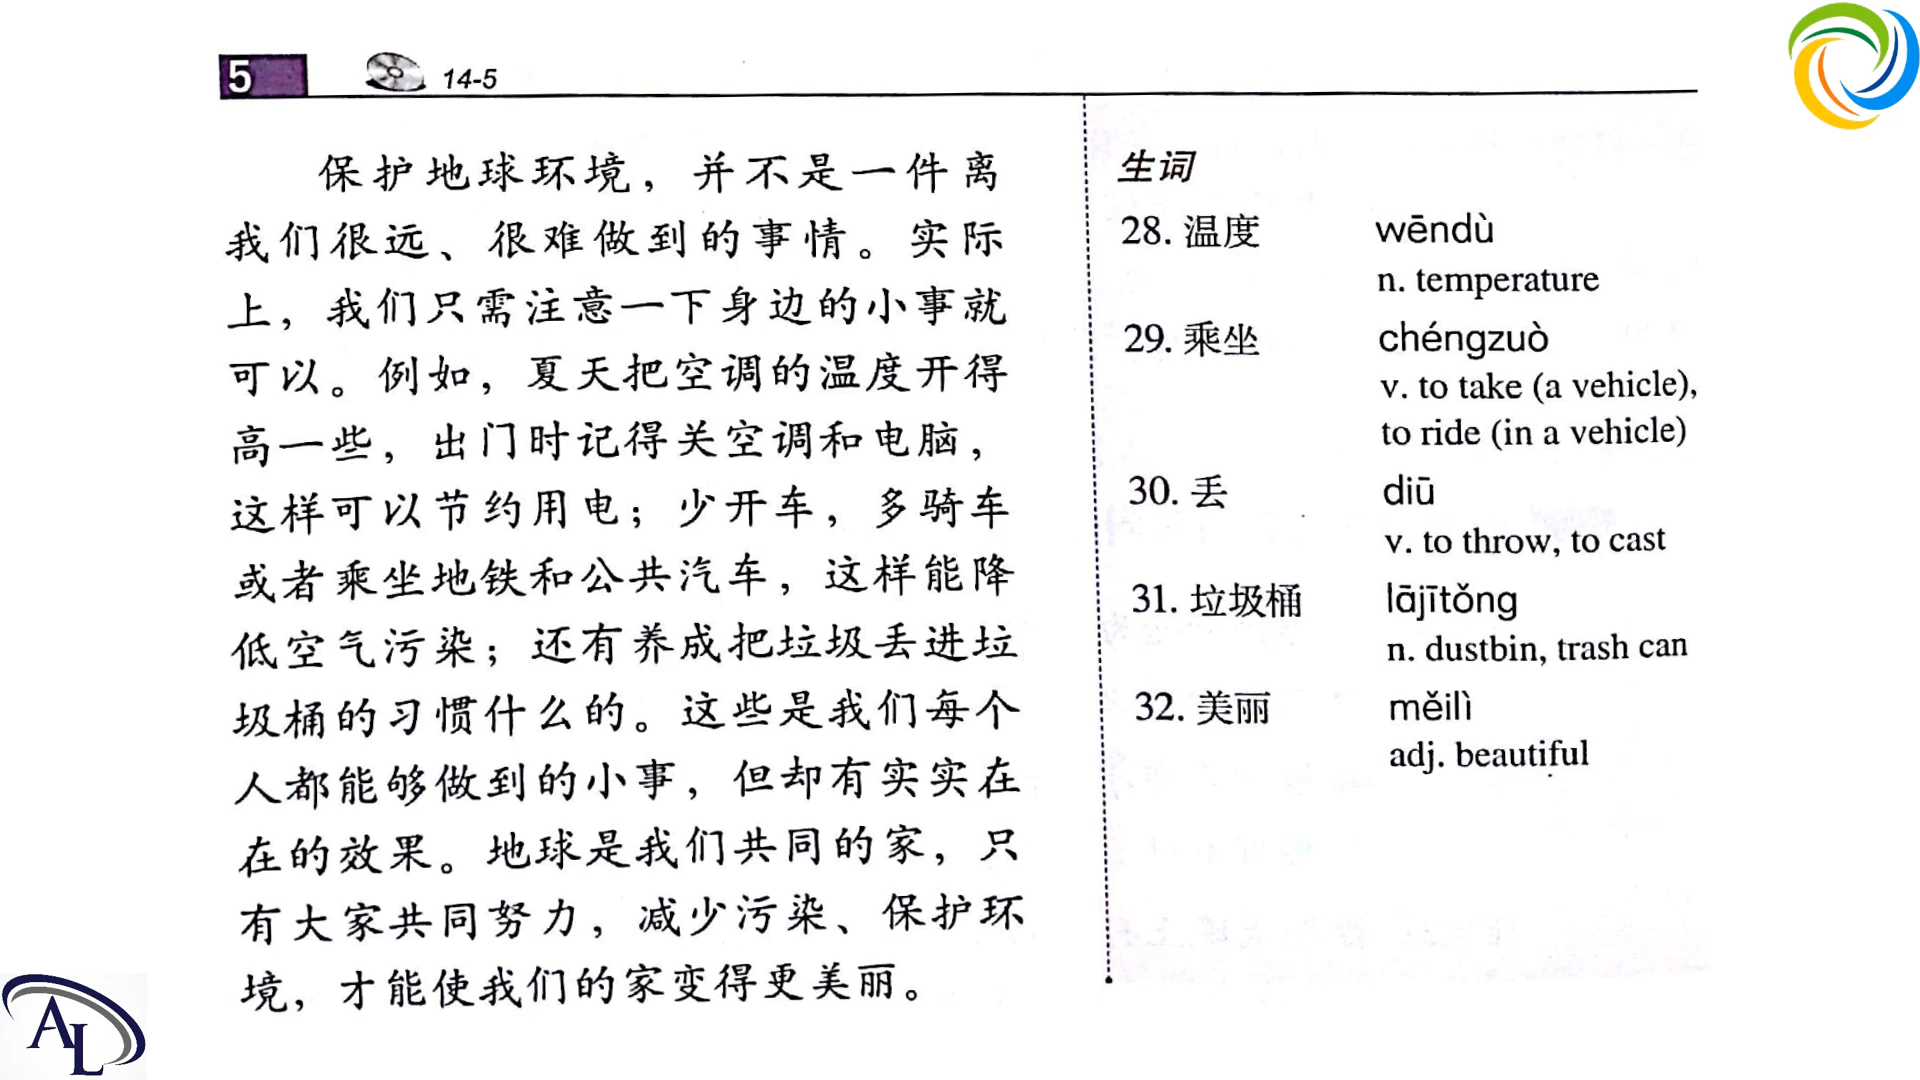 5
14-5
保护地球环境，并不是一件离
我们很远、很难做到的事情。实际
上，我们只需注意一下身边的小事就
可以。例如，夏天把空调的温度开得
高一些，出门时记得关空调和电脑，
这样可以节约用电；少开车，多骑车
或者乘坐地铁和公共汽车，这样能降
低空气污染；还有养成把垃圾丢进垃
圾桶的习惯什么的。这些是我们每个
人都能够做到的小事，但却有实实在
在的效果。地球是我们共同的家，只
有大家共同努力，减少污染、保护环
境，才能使我们的家变得更美丽。
生词
28. 温度 wēndù
n. temperature
29. 乘坐 chéngzuò
v. to take (a vehicle),
to ride (in a vehicle)
30. 丢 diū
v. to throw, to cast
31. 垃圾桶 lājītǒng
n. dustbin, trash can
32. 美丽 měilì
adj. beautiful
AL